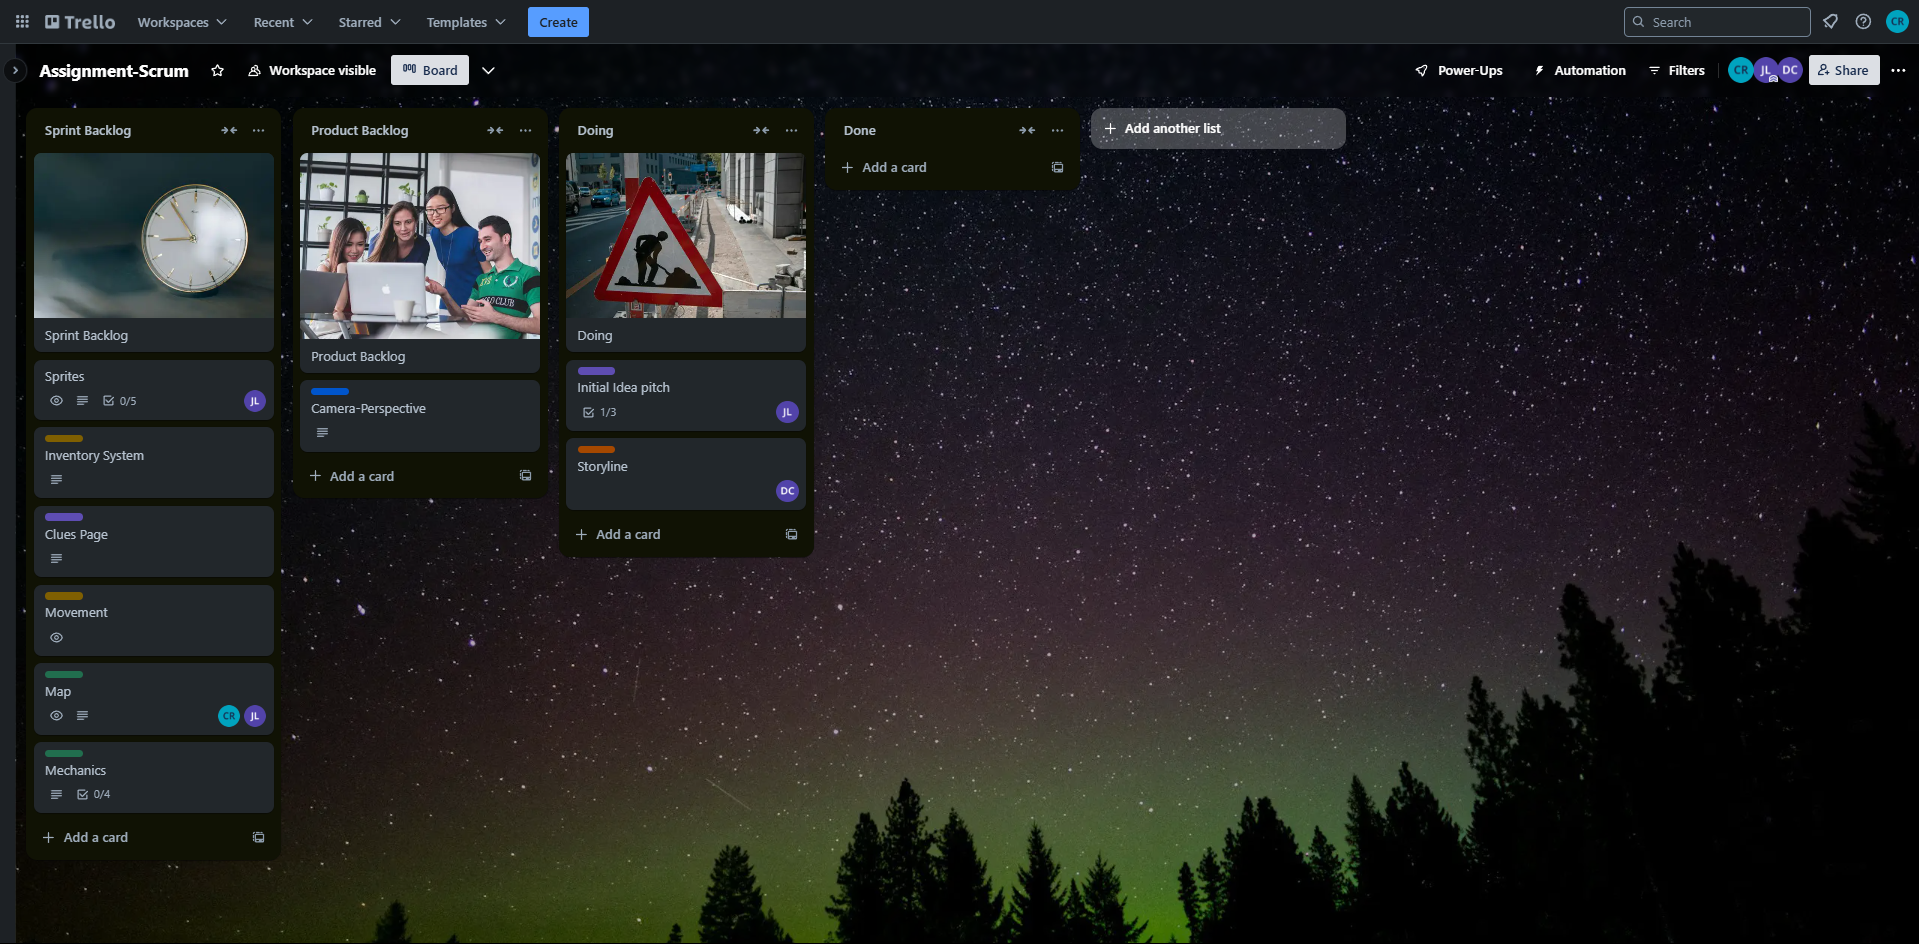 Trello
Workspaces
Recent
Starred
Templates
Create
Search
CR
Assignment-Scrum
Workspace visible
Board
Power-Ups
Automation
Filters
CR
JL
DC
Share
Sprint Backlog
Sprint Backlog
Sprites
0/5
JL
Inventory System
Clues Page
Movement
Map
CR
JL
Mechanics
0/4
Add a card
Product Backlog
Product Backlog
Camera-Perspective
Add a card
Doing
Doing
Initial Idea pitch
1/3
JL
Storyline
DC
Add a card
Done
Add a card
Add another list